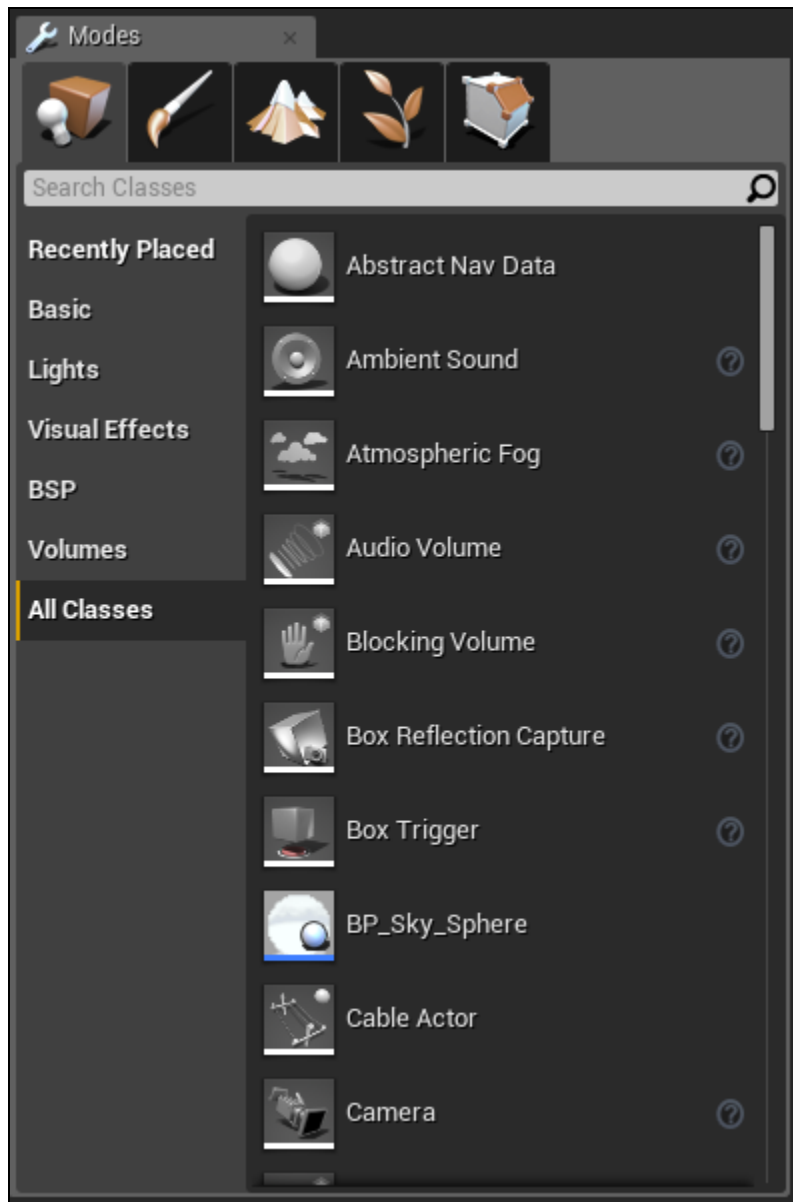 Modes
Search Classes
Recently Placed
Basic
Lights
Visual Effects
BSP
Volumes
All Classes
Abstract Nav Data
Ambient Sound
Atmospheric Fog
Audio Volume
Blocking Volume
Box Reflection Capture
Box Trigger
BP_Sky_Sphere
Cable Actor
Camera